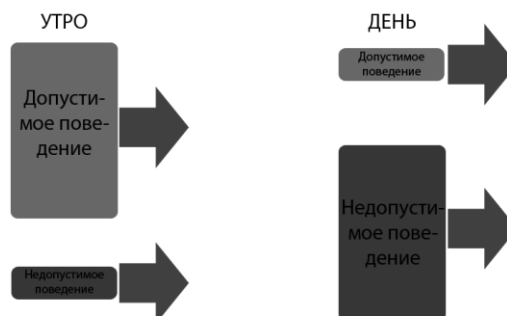 УТРО
Допусти-
мое пове-
дение
Недопустимое
поведение
ДЕНЬ
Допустимое
поведение
Недопусти-
мое пове-
дение